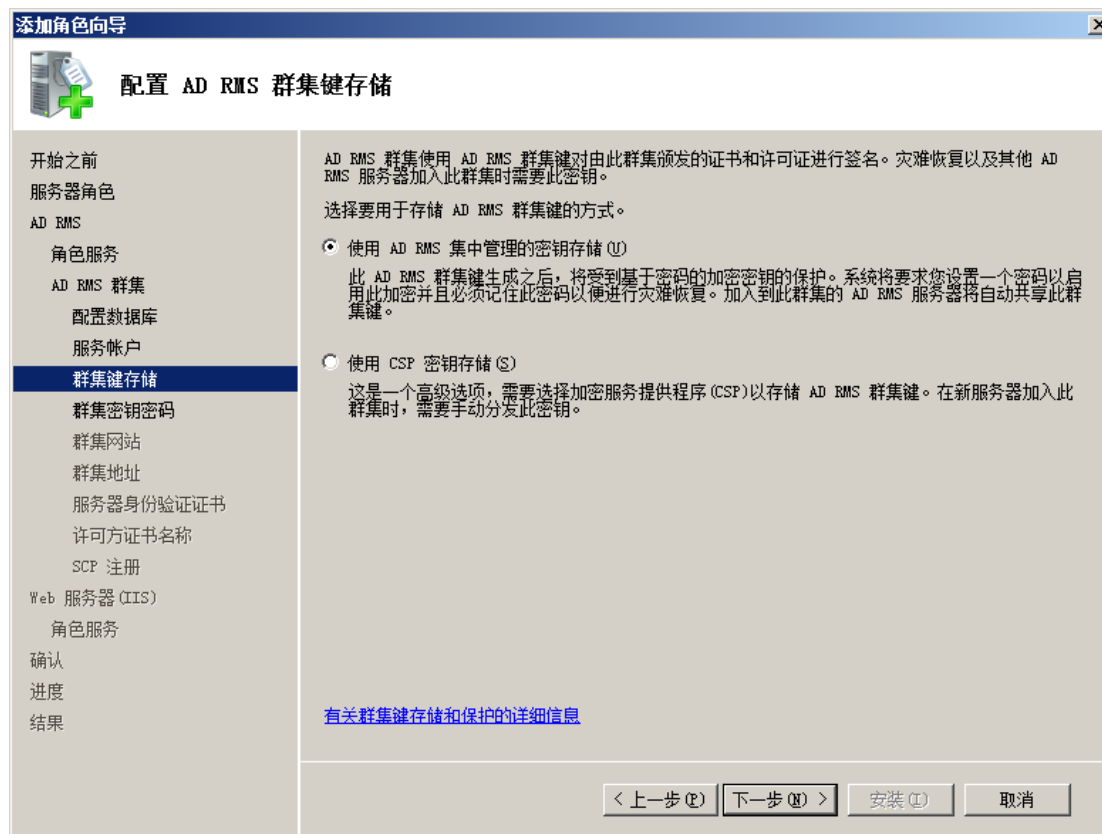 添加角色向导
配置 AD RMS 群集键存储
开始之前
服务器角色
AD RMS
角色服务
AD RMS 群集
配置数据库
服务帐户
群集键存储
群集密钥密码
群集网站
群集地址
服务器身份验证证书
许可方证书名称
SCP 注册
Web 服务器(IIS)
角色服务
确认
进度
结果
AD RMS 群集使用 AD RMS 群集键对由此群集颁发的证书和许可证进行签名。灾难恢复以及其他 AD
RMS 服务器加入此群集时需要此密钥。
选择要用于存储 AD RMS 群集键的方式。
使用 AD RMS 集中管理的密钥存储(U)
此 AD RMS 群集键生成之后，将受到基于密码的加密密钥的保护。系统将要求您设置一个密码以启
用此加密并且必须记住此密码以便进行灾难恢复。加入到此群集的 AD RMS 服务器将自动共享此群
集键。
使用 CSP 密钥存储(S)
这是一个高级选项，需要选择加密服务提供程序(CSP)以存储 AD RMS 群集键。在新服务器加入此
群集时，需要手动分发此密钥。
有关群集键存储和保护的详细信息
< 上一步(P) 下一步(N) > 安装(I) 取消